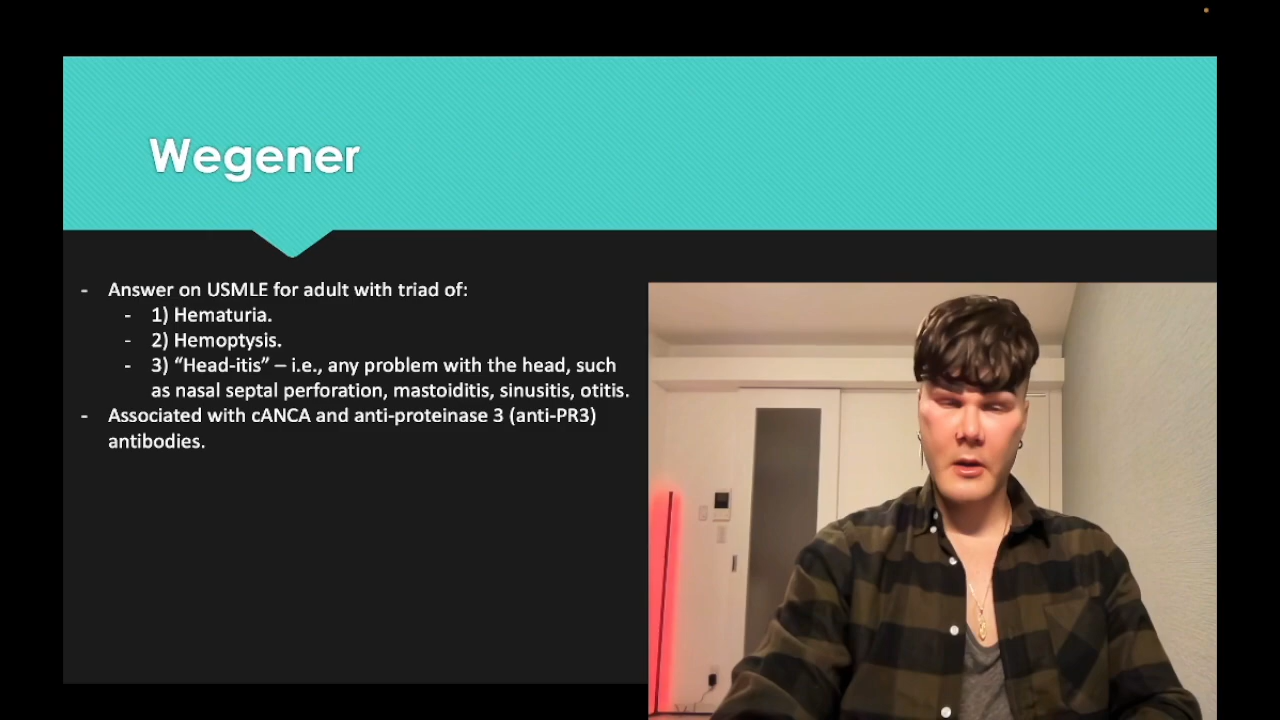 Wegener
- Answer on USMLE for adult with triad of:
- 1) Hematuria.
- 2) Hemoptysis.
- 3) “Head-itis” – i.e., any problem with the head, such
as nasal septal perforation, mastoiditis, sinusitis, otitis.
- Associated with cANCA and anti-proteinase 3 (anti-PR3)
antibodies.